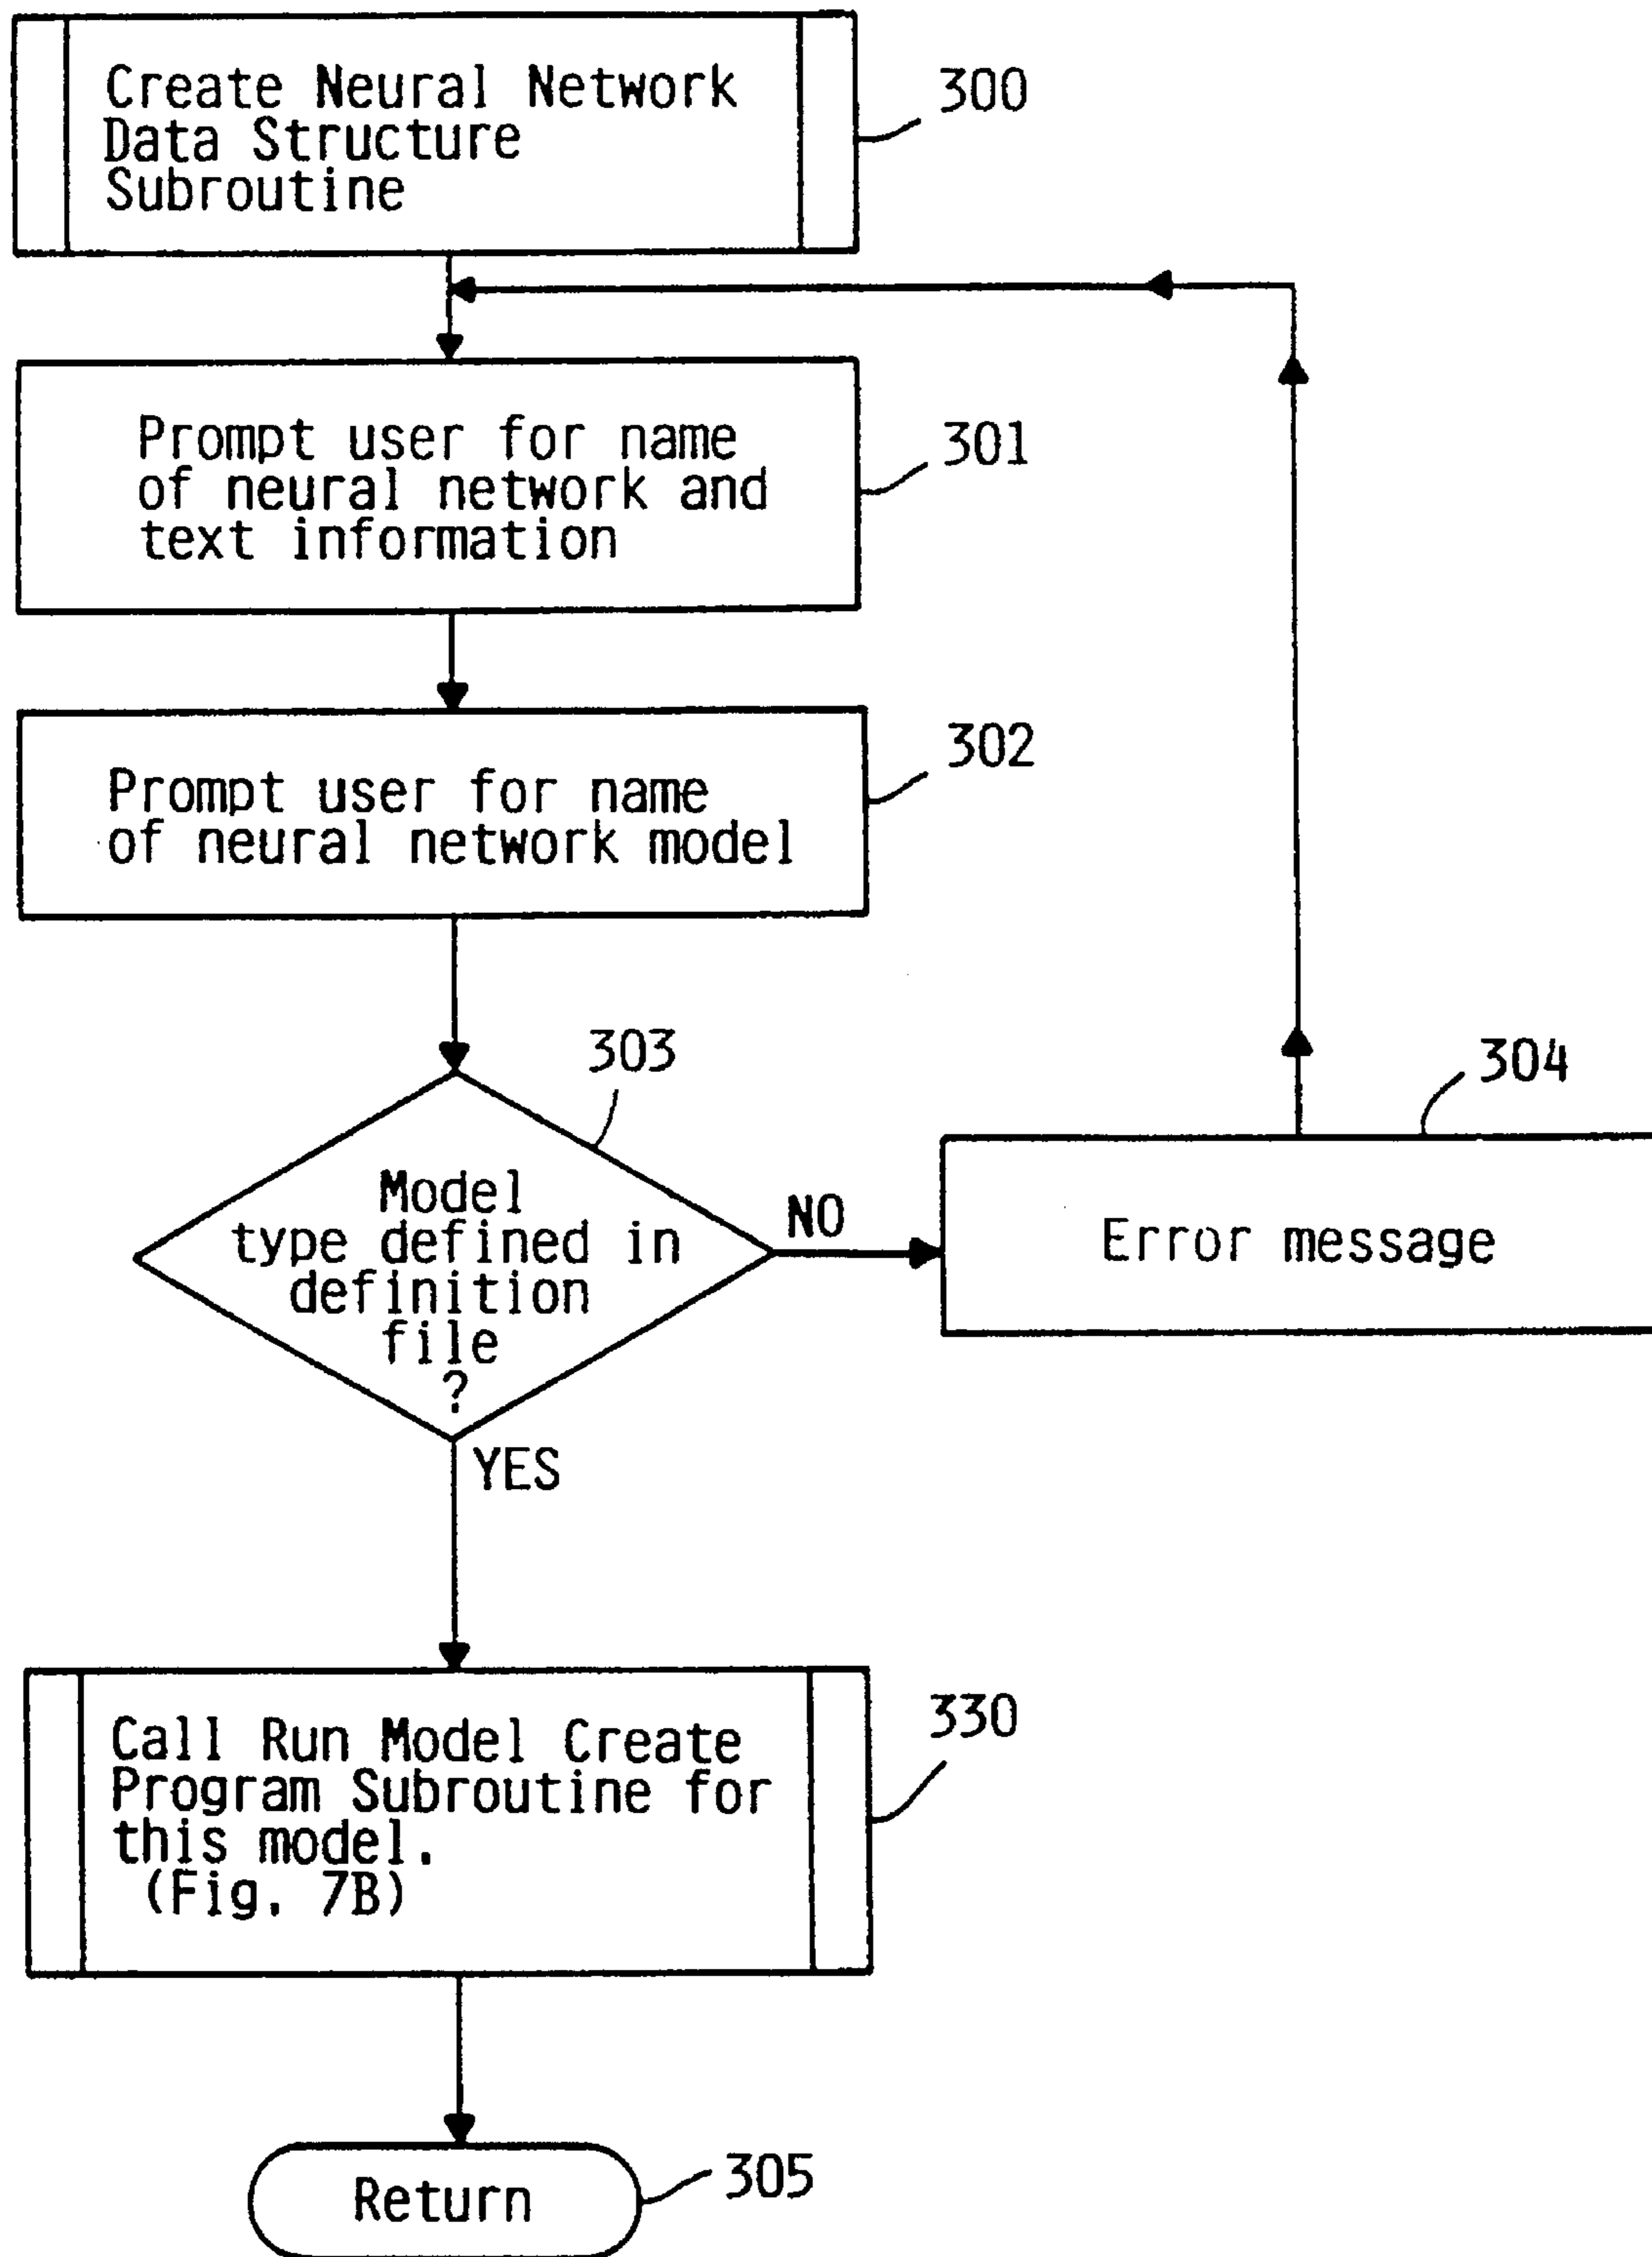 Create Neural Network
Data Structure
Subroutine
300
Prompt user for name
of neural network and
text information
301
Prompt user for name
of neural network model
302
303
Model
type defined in
definition
file
?
NO
304
Error message
YES
Call Run Model Create
Program Subroutine for
this model.
(Fig. 7B)
330
Return
305